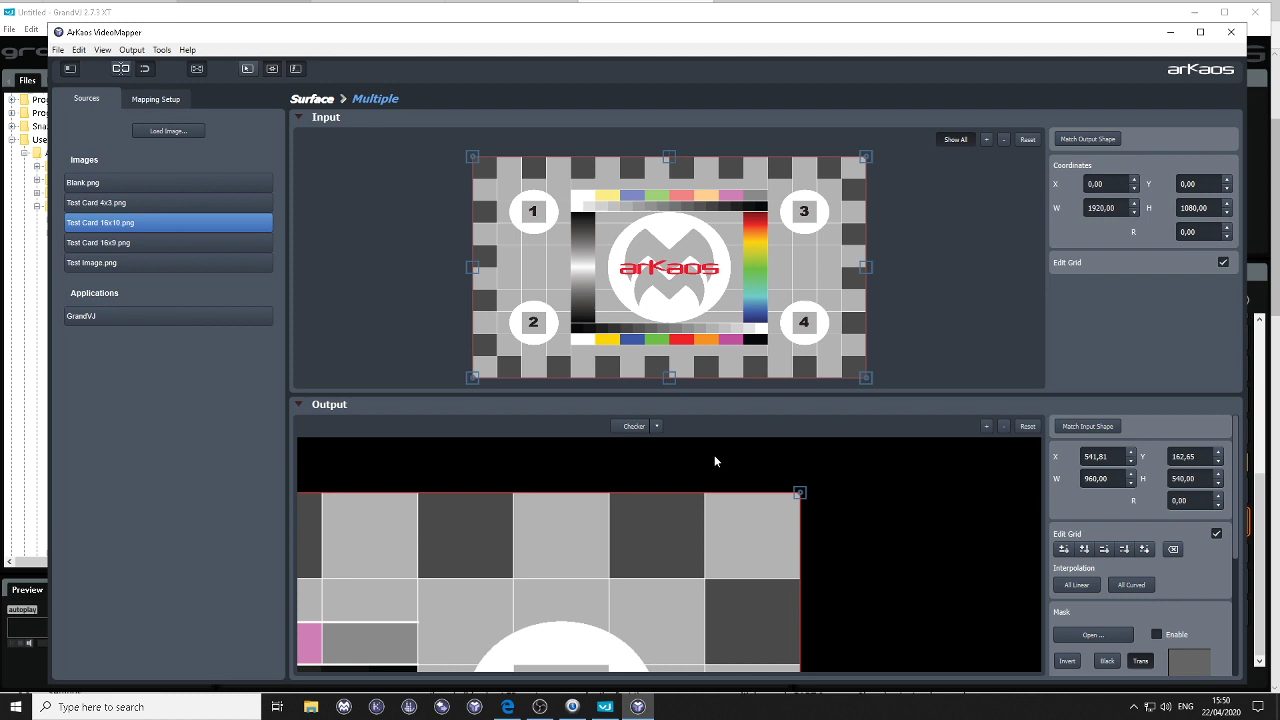 Untitled - GrandVJ 2.7.3 XT
File Edit
ArKaos VideoMapper
File Edit View Output Tools Help
arKaos
Files
Sources Mapping Setup
Surface > Multiple
Load Image...
Input
Show All + - Reset
Match Output Shape
Images
Blank.png
Test Card 16x10.png
Test Card 16x9.png
Test Image.png
Applications
GrandVJ
1
2
3
4
arKaos
Coordinates
X 0,00 Y 0,00
W 1920,00 H 1080,00
R 0,00
Edit Grid
Output
Checker
+ - Reset
Match Input Shape
X 541,81 Y 162,65
W 960,00 H 540,00
R 0,00
Edit Grid
Interpolation
All Linear All Curved
Mask
Open ... Enable
Invert Black Trans
Preview
autoplay
Type here to search
15:50
22/04/2020